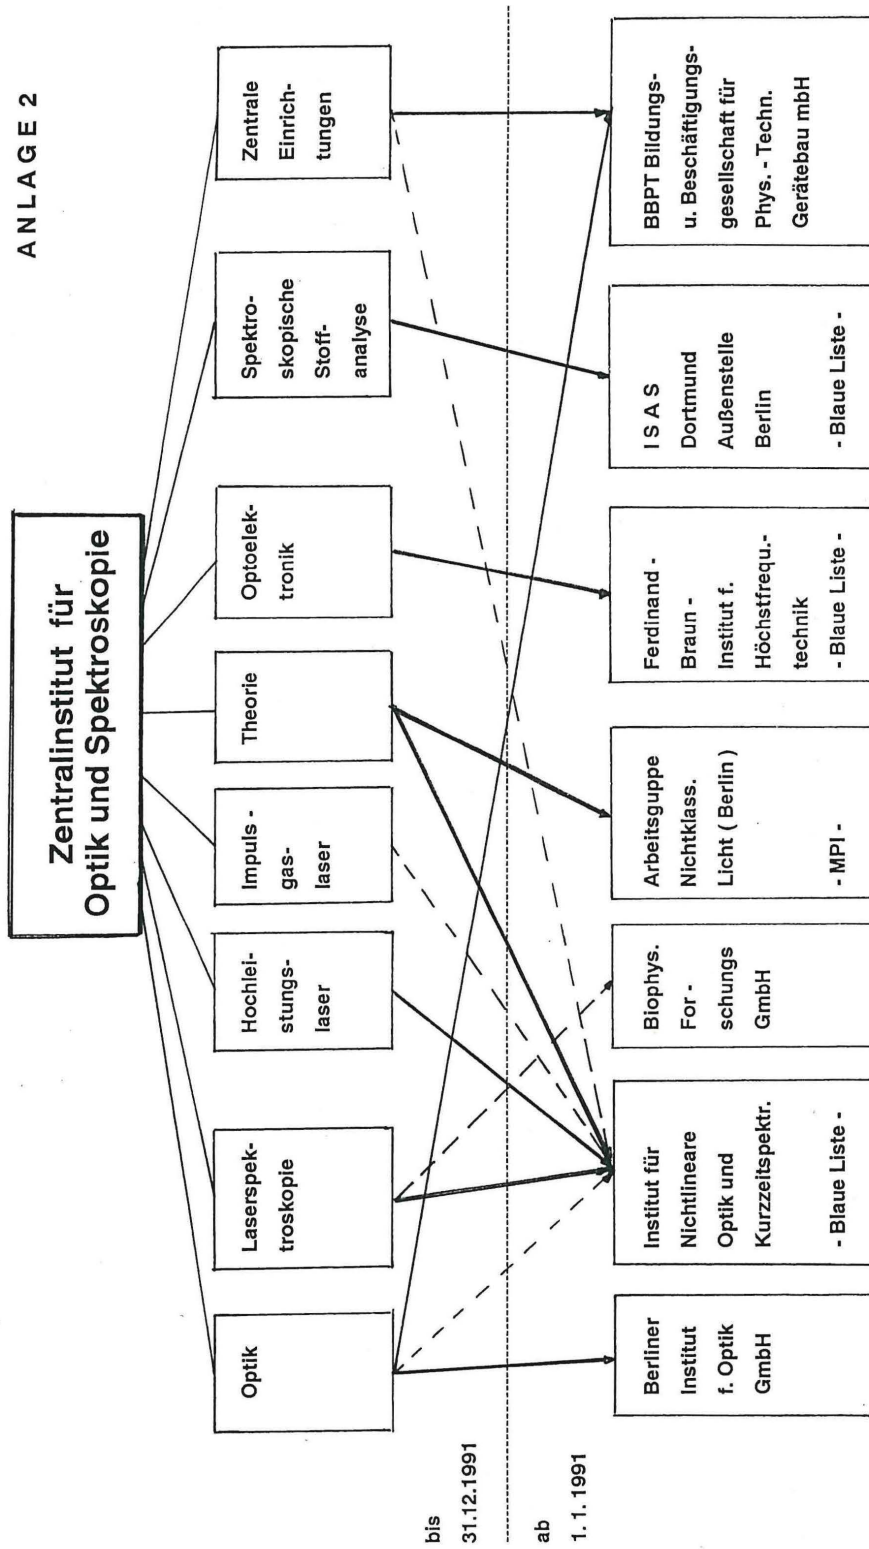 ANLAGE 2
Zentralinstitut für
Optik und Spektroskopie
Optik
Laserspek-
troskopie
Hochlei-
stungs-
laser
Impuls-
gas-
laser
Theorie
Optoelek-
tronik
Spektro-
skopische
Stoff-
analyse
Zentrale
Einrich-
tungen
bis
31.12.1991
ab
1. 1. 1991
Berliner
Institut
f. Optik
GmbH
Institut für
Nichtlineare
Optik und
Kurzzeitspektr.
- Blaue Liste -
Biophys.
For -
schungs
GmbH
Arbeitsguppe
Nichtklass.
Licht ( Berlin )
- MPI -
Ferdinand -
Braun -
Institut f.
Höchstfrequ.-
technik
- Blaue Liste -
I S A S
Dortmund
Außenstelle
Berlin
- Blaue Liste -
BBPT Bildungs-
u. Beschäftigungs-
gesellschaft für
Phys. - Techn.
Gerätebau mbH